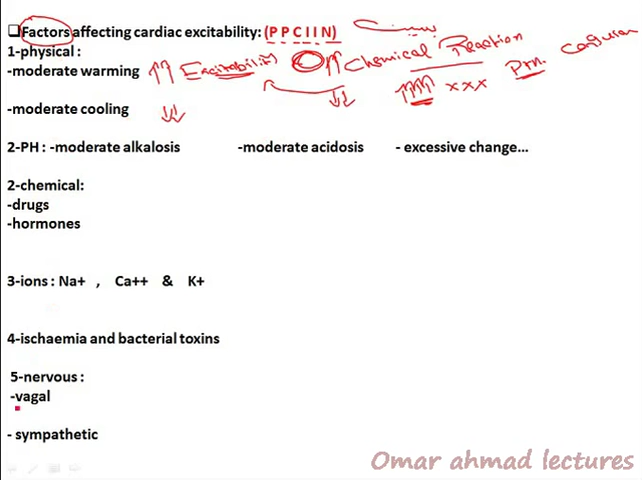 ❑Factors affecting cardiac excitability: (P P C I I N)
1-physical :
-moderate warming ↑↑ Excitability ↑↑ Chemical Reaction Ptn.
-moderate cooling ↓↓ ↓↓ ↑↑↑↑ xxx
2-PH : -moderate alkalosis -moderate acidosis - excessive change...
2-chemical:
-drugs
-hormones
3-ions : Na+ , Ca++ & K+
4-ischaemia and bacterial toxins
5-nervous :
-vagal
- sympathetic
Omar ahmad lectures